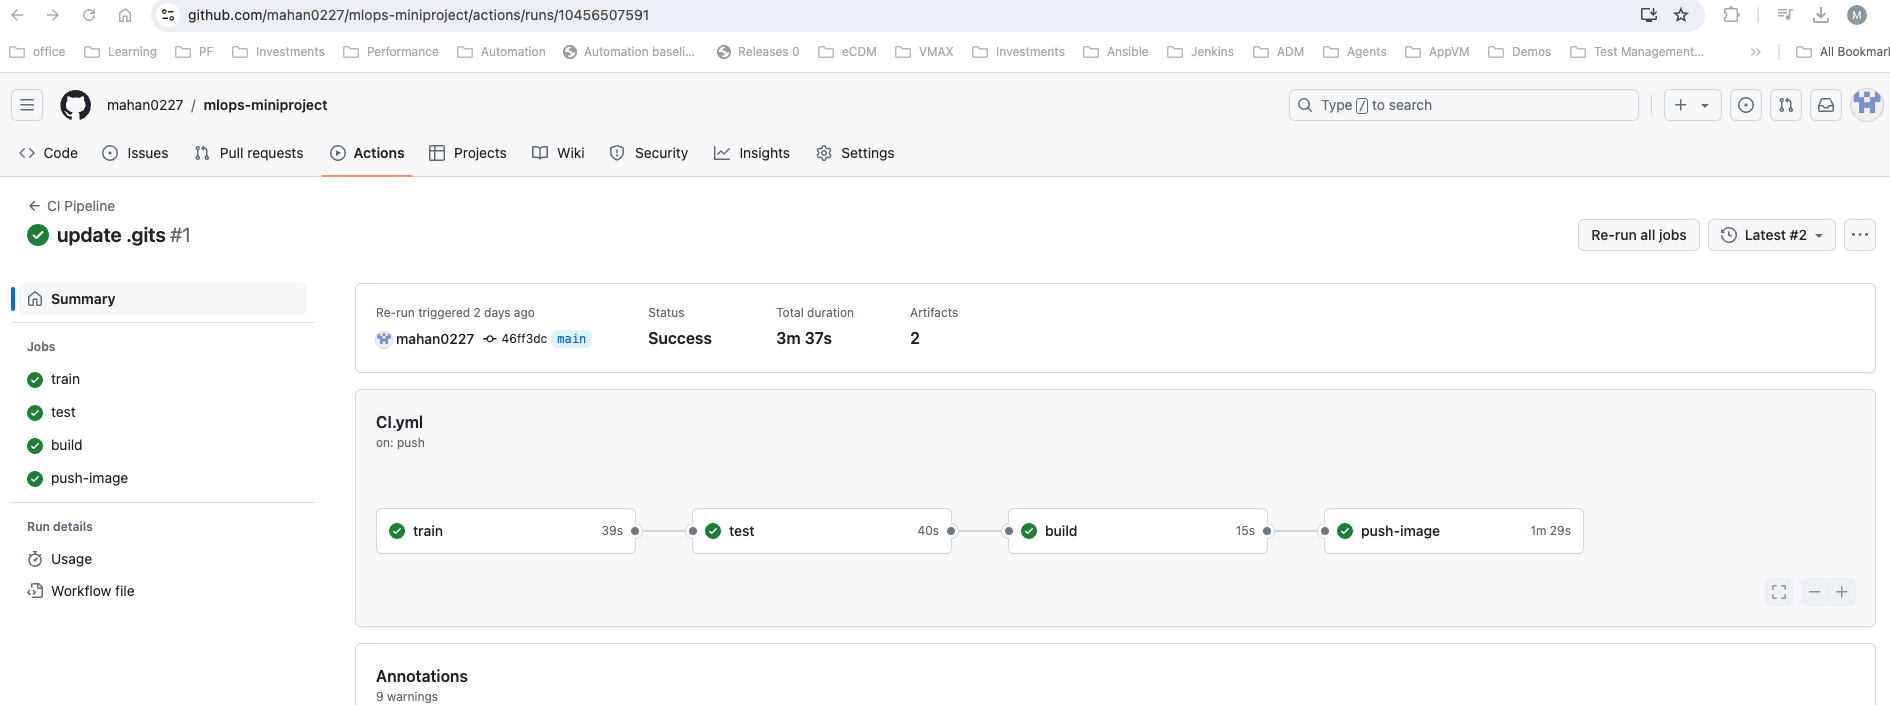 github.com/mahan0227/mlops-miniproject/actions/runs/10456507591
M
office Learning PF Investments Performance Automation Automation baseli... Releases 0 eCDM VMAX Investments Ansible Jenkins ADM Agents AppVM Demos Test Management... All Bookmar
mahan0227 / mlops-miniproject
Type / to search
Code Issues Pull requests Actions Projects Wiki Security Insights Settings
CI Pipeline
update .gits #1
Re-run all jobs
Latest #2
Summary
Jobs
train
test
build
push-image
Run details
Usage
Workflow file
Re-run triggered 2 days ago
mahan0227 46ff3dc main
Status
Success
Total duration
3m 37s
Artifacts
2
CI.yml
on: push
train 39s
test 40s
build 15s
push-image 1m 29s
Annotations
9 warnings